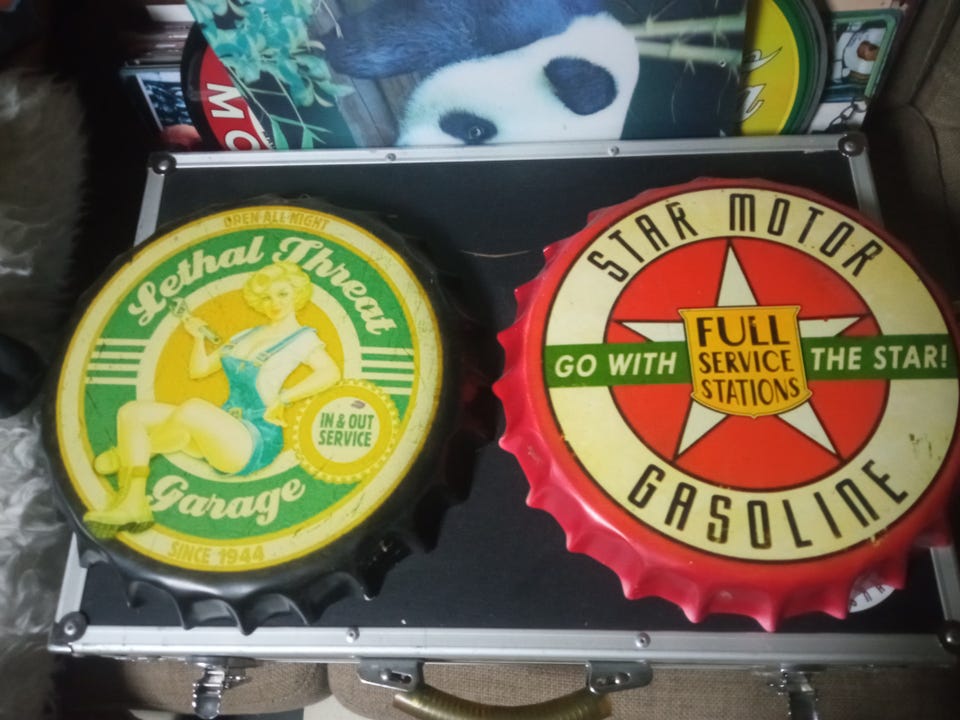 MO
OPEN ALL NIGHT
Lethal Threat
IN & OUT
SERVICE
Garage
SINCE 1944
STAR MOTOR
GO WITH
FULL
SERVICE
STATIONS
THE STAR!
GASOLINE